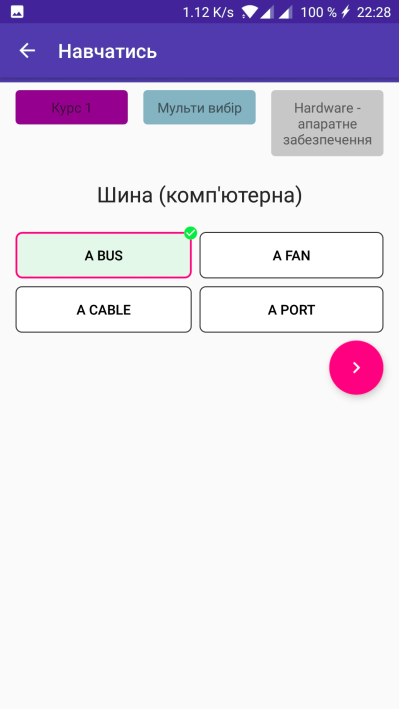 1.12 K/s 100 % 22:28
Навчатись
Курс 1
Мульти вибір
Hardware -
апаратне
забезпечення
Шина (комп'ютерна)
A BUS
A FAN
A CABLE
A PORT